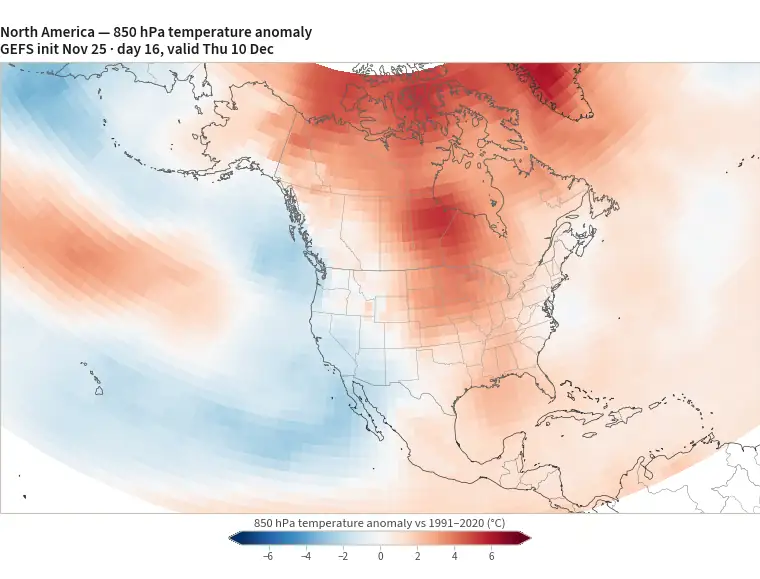 North America — 850 hPa temperature anomaly
GEFS init Nov 25 · day 16, valid Thu 10 Dec
850 hPa temperature anomaly vs 1991–2020 (°C)
−6 −4 −2 0 2 4 6